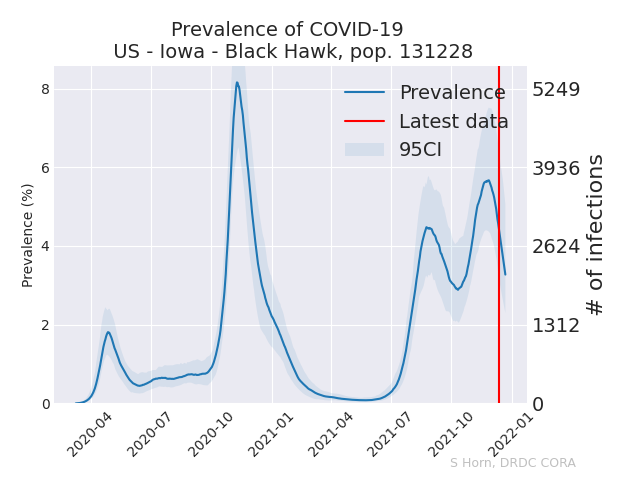 Prevalence of COVID-19
US - Iowa - Black Hawk, pop. 131228
Prevalence
Latest data
95CI
Prevalence (%)
8
6
4
2
0
5249
3936
2624
1312
0
# of infections
2020-04
2020-07
2020-10
2021-01
2021-04
2021-07
2021-10
2022-01
S Horn, DRDC CORA